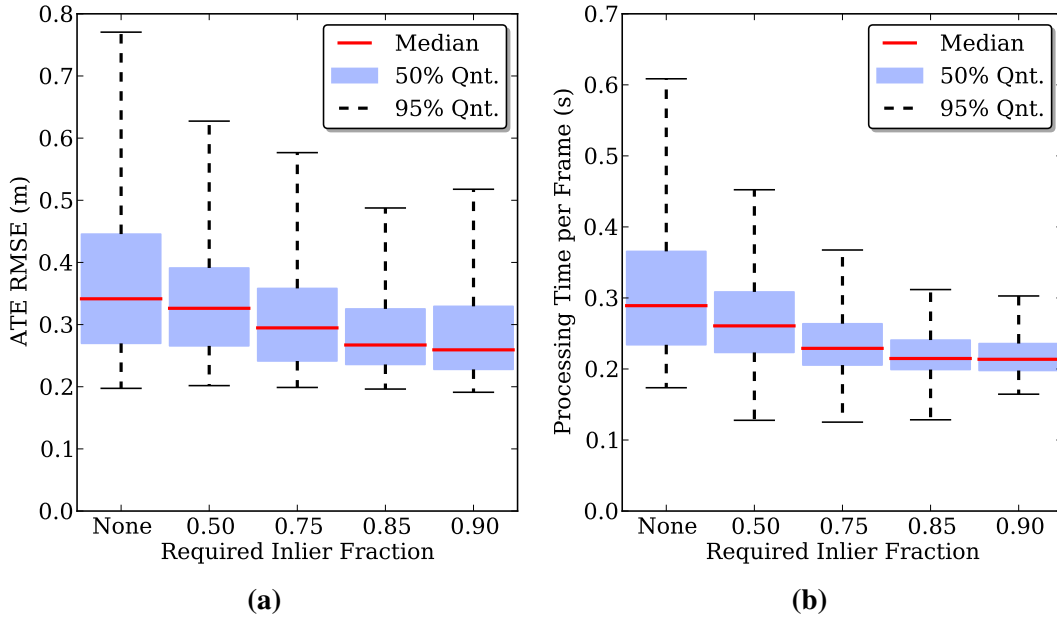 0.8
0.7
0.6
0.5
0.4
0.3
0.2
0.1
0.0
ATE RMSE (m)
Median
50% Qnt.
95% Qnt.
None 0.50 0.75 0.85 0.90
Required Inlier Fraction
(a)
0.7
0.6
0.5
0.4
0.3
0.2
0.1
0.0
Processing Time per Frame (s)
Median
50% Qnt.
95% Qnt.
None 0.50 0.75 0.85 0.90
Required Inlier Fraction
(b)